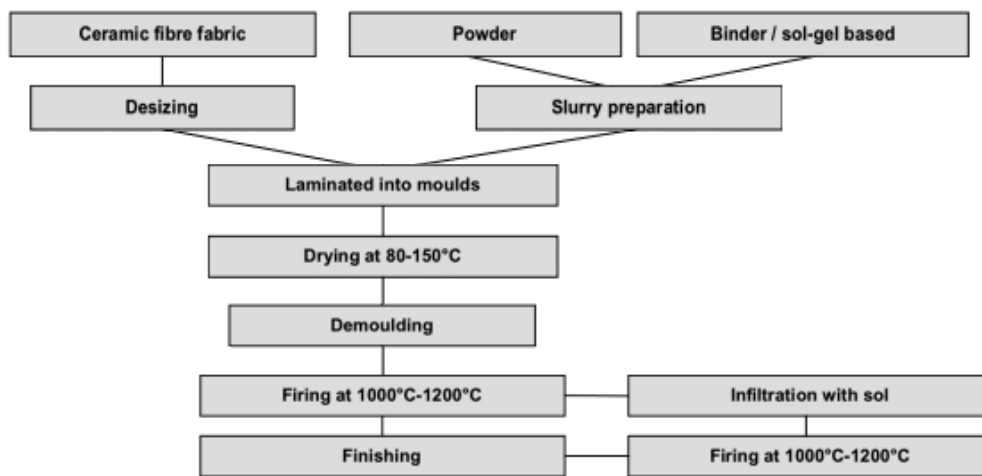 Ceramic fibre fabric
Powder
Binder / sol-gel based
Desizing
Slurry preparation
Laminated into moulds
Drying at 80-150°C
Demoulding
Firing at 1000°C-1200°C
Infiltration with sol
Finishing
Firing at 1000°C-1200°C